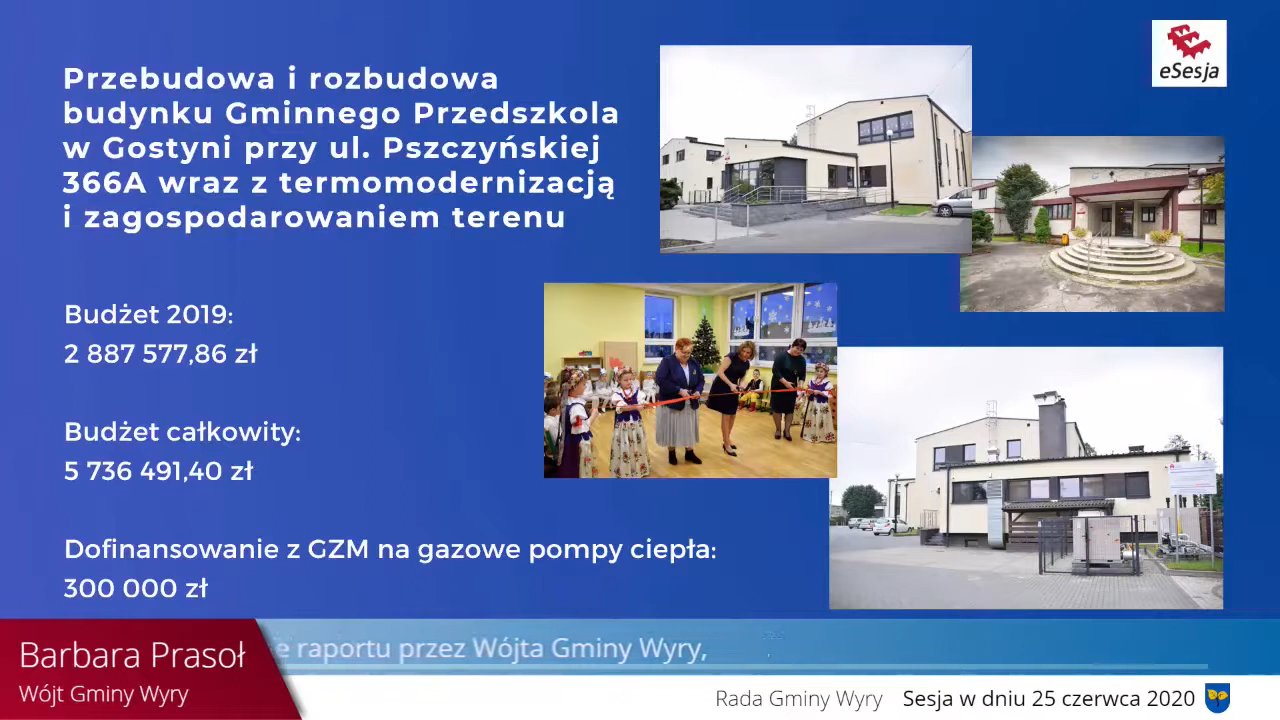 Przebudowa i rozbudowa
budynku Gminnego Przedszkola
w Gostyni przy ul. Pszczyńskiej
366A wraz z termomodernizacją
i zagospodarowaniem terenu
eSesja
Budżet 2019:
2 887 577,86 zł
Budżet całkowity:
5 736 491,40 zł
Dofinansowanie z GZM na gazowe pompy ciepła:
300 000 zł
e raportu przez Wójta Gminy Wyry,
Barbara Prasoł
Wójt Gminy Wyry
Rada Gminy Wyry Sesja w dniu 25 czerwca 2020